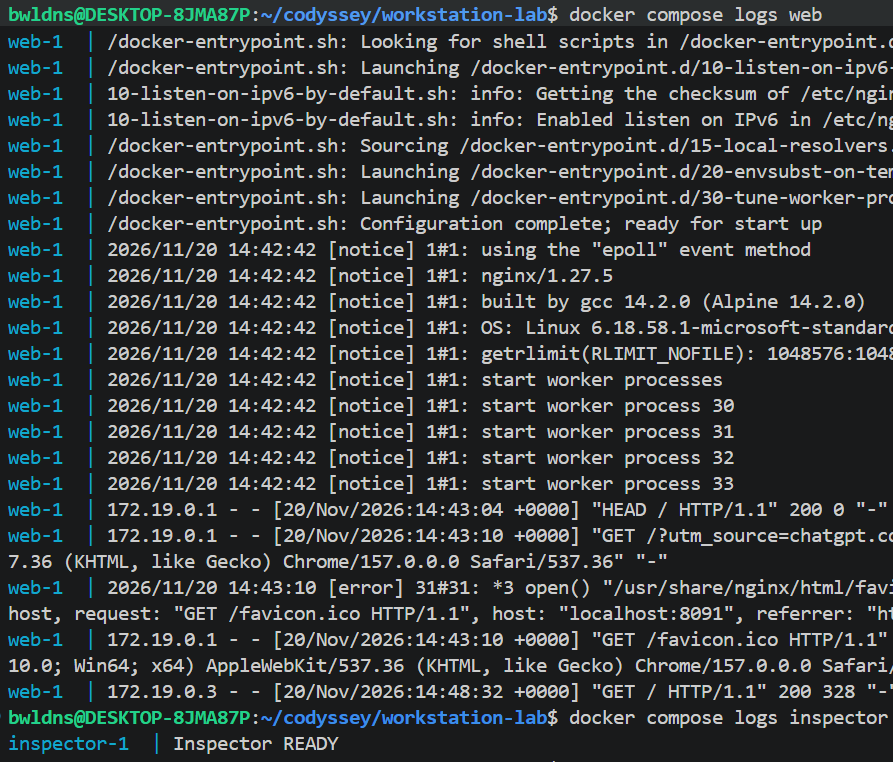 bwldns@DESKTOP-8JMA87P:~/codyssey/workstation-lab$ docker compose logs web
web-1  | /docker-entrypoint.sh: Looking for shell scripts in /docker-entrypoint.
web-1  | /docker-entrypoint.sh: Launching /docker-entrypoint.d/10-listen-on-ipv6-
web-1  | 10-listen-on-ipv6-by-default.sh: info: Getting the checksum of /etc/ngin
web-1  | 10-listen-on-ipv6-by-default.sh: info: Enabled listen on IPv6 in /etc/ng
web-1  | /docker-entrypoint.sh: Sourcing /docker-entrypoint.d/15-local-resolvers.
web-1  | /docker-entrypoint.sh: Launching /docker-entrypoint.d/20-envsubst-on-tem
web-1  | /docker-entrypoint.sh: Launching /docker-entrypoint.d/30-tune-worker-pro
web-1  | /docker-entrypoint.sh: Configuration complete; ready for start up
web-1  | 2026/11/20 14:42:42 [notice] 1#1: using the "epoll" event method
web-1  | 2026/11/20 14:42:42 [notice] 1#1: nginx/1.27.5
web-1  | 2026/11/20 14:42:42 [notice] 1#1: built by gcc 14.2.0 (Alpine 14.2.0)
web-1  | 2026/11/20 14:42:42 [notice] 1#1: OS: Linux 6.18.58.1-microsoft-standard
web-1  | 2026/11/20 14:42:42 [notice] 1#1: getrlimit(RLIMIT_NOFILE): 1048576:1048
web-1  | 2026/11/20 14:42:42 [notice] 1#1: start worker processes
web-1  | 2026/11/20 14:42:42 [notice] 1#1: start worker process 30
web-1  | 2026/11/20 14:42:42 [notice] 1#1: start worker process 31
web-1  | 2026/11/20 14:42:42 [notice] 1#1: start worker process 32
web-1  | 2026/11/20 14:42:42 [notice] 1#1: start worker process 33
web-1  | 172.19.0.1 - - [20/Nov/2026:14:43:04 +0000] "HEAD / HTTP/1.1" 200 0 "-"
web-1  | 172.19.0.1 - - [20/Nov/2026:14:43:10 +0000] "GET /?utm_source=chatgpt.co
7.36 (KHTML, like Gecko) Chrome/157.0.0.0 Safari/537.36" "-"
web-1  | 2026/11/20 14:43:10 [error] 31#31: *3 open() "/usr/share/nginx/html/favi
host, request: "GET /favicon.ico HTTP/1.1", host: "localhost:8091", referrer: "ht
web-1  | 172.19.0.1 - - [20/Nov/2026:14:43:10 +0000] "GET /favicon.ico HTTP/1.1"
10.0; Win64; x64) AppleWebKit/537.36 (KHTML, like Gecko) Chrome/157.0.0.0 Safari/
web-1  | 172.19.0.3 - - [20/Nov/2026:14:48:32 +0000] "GET / HTTP/1.1" 200 328 "-"
bwldns@DESKTOP-8JMA87P:~/codyssey/workstation-lab$ docker compose logs inspector
inspector-1  | Inspector READY